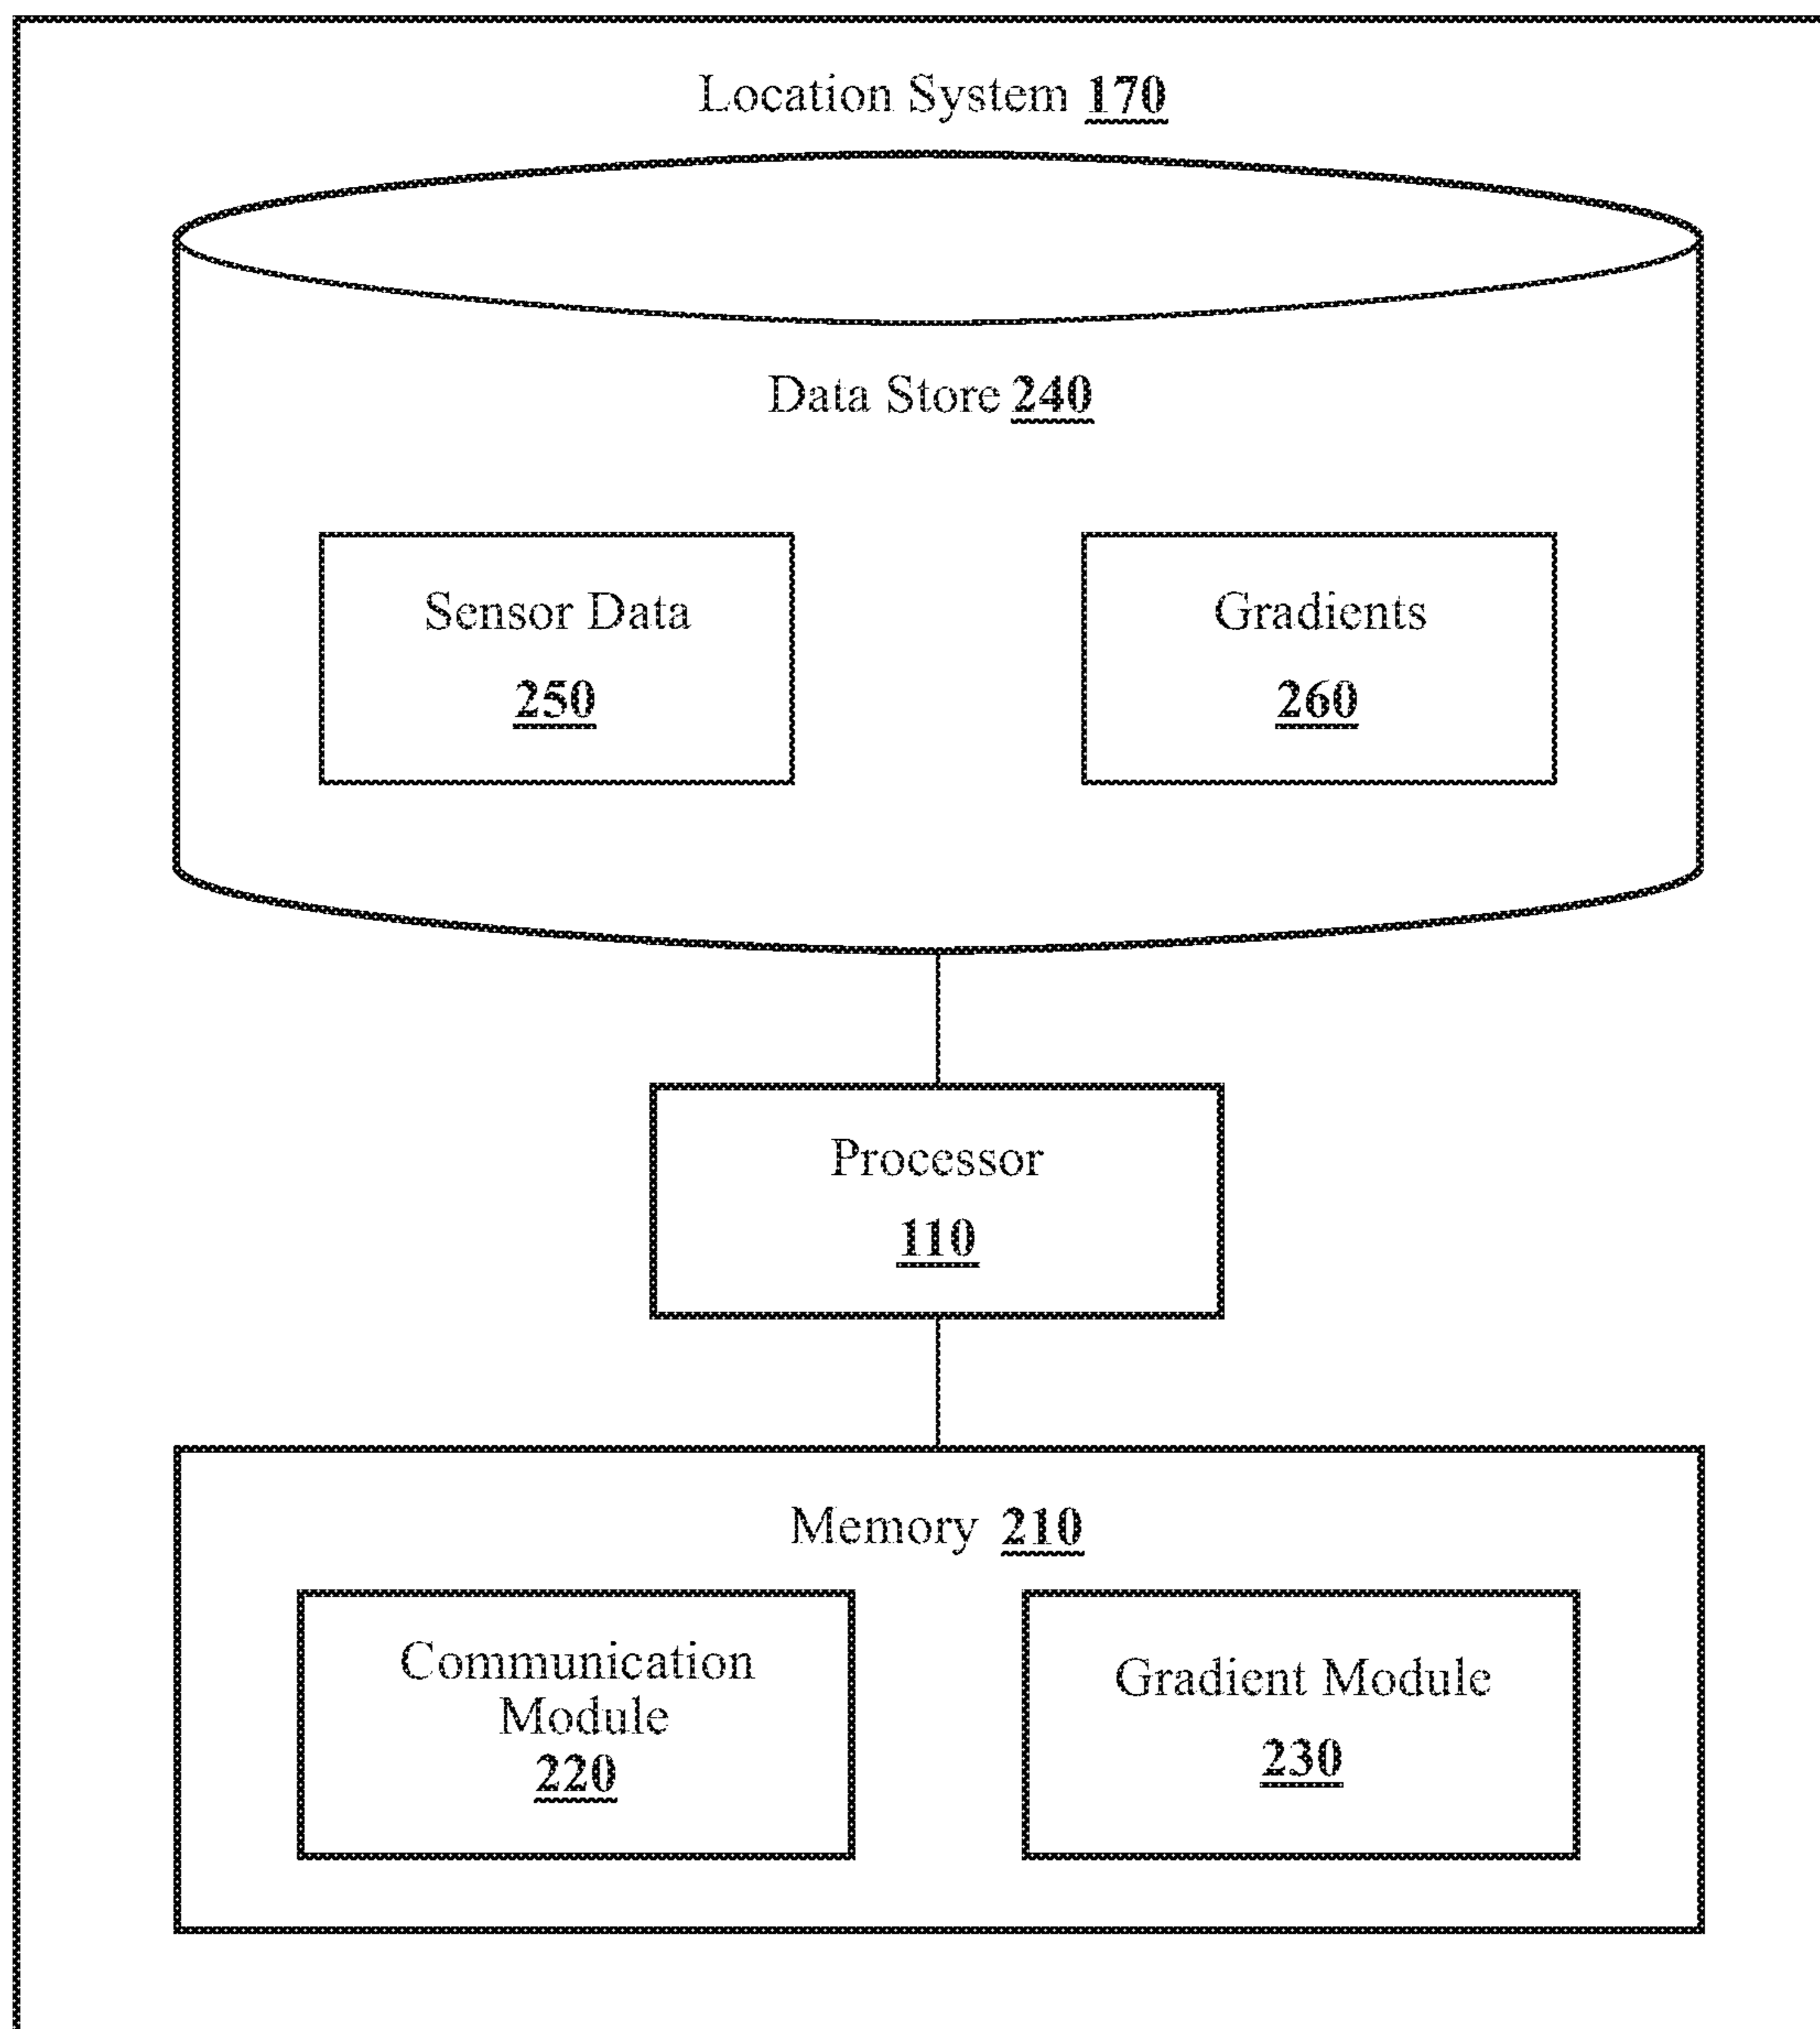 Location System 170
Data Store 240
Sensor Data
250
Gradients
260
Processor
110
Memory 210
Communication
Module
220
Gradient Module
230